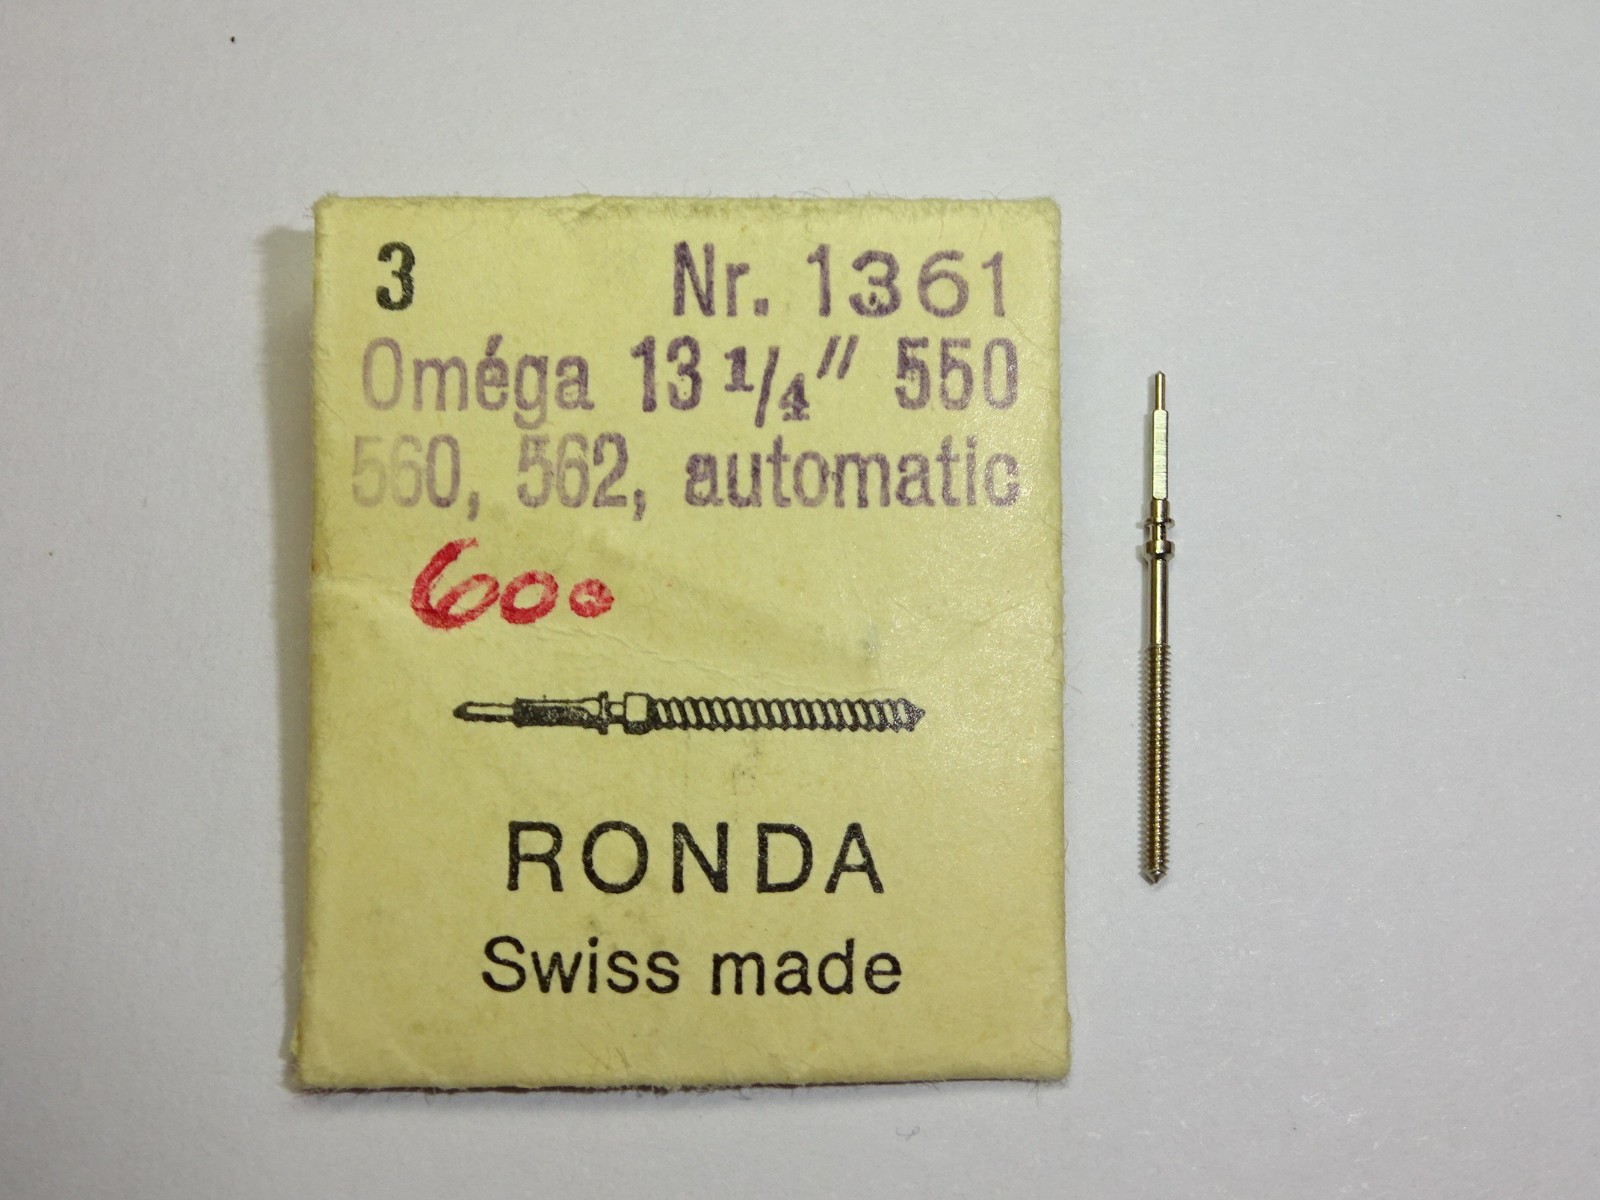 3 Nr. 1361
Oméga 13 1/4″ 550
560, 562, automatic
600
RONDA
Swiss made